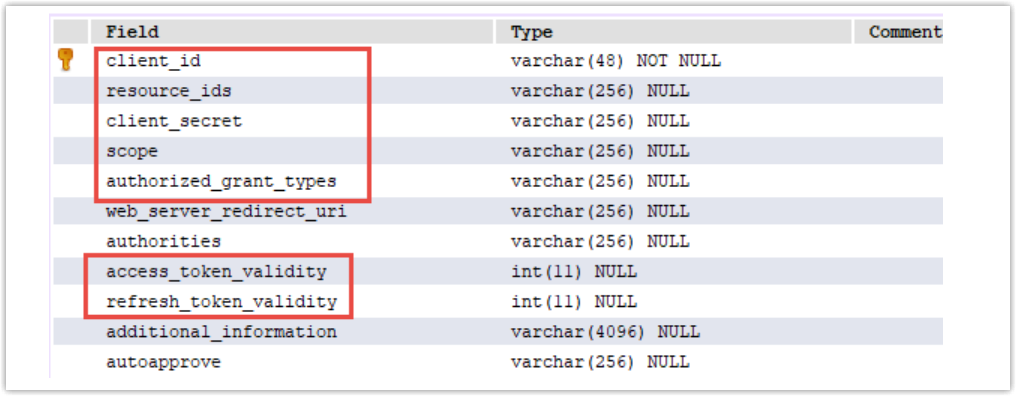 Field Type Comment
client_id varchar(48) NOT NULL
resource_ids varchar(256) NULL
client_secret varchar(256) NULL
scope varchar(256) NULL
authorized_grant_types varchar(256) NULL
web_server_redirect_uri varchar(256) NULL
authorities varchar(256) NULL
access_token_validity int(11) NULL
refresh_token_validity int(11) NULL
additional_information varchar(4096) NULL
autoapprove varchar(256) NULL